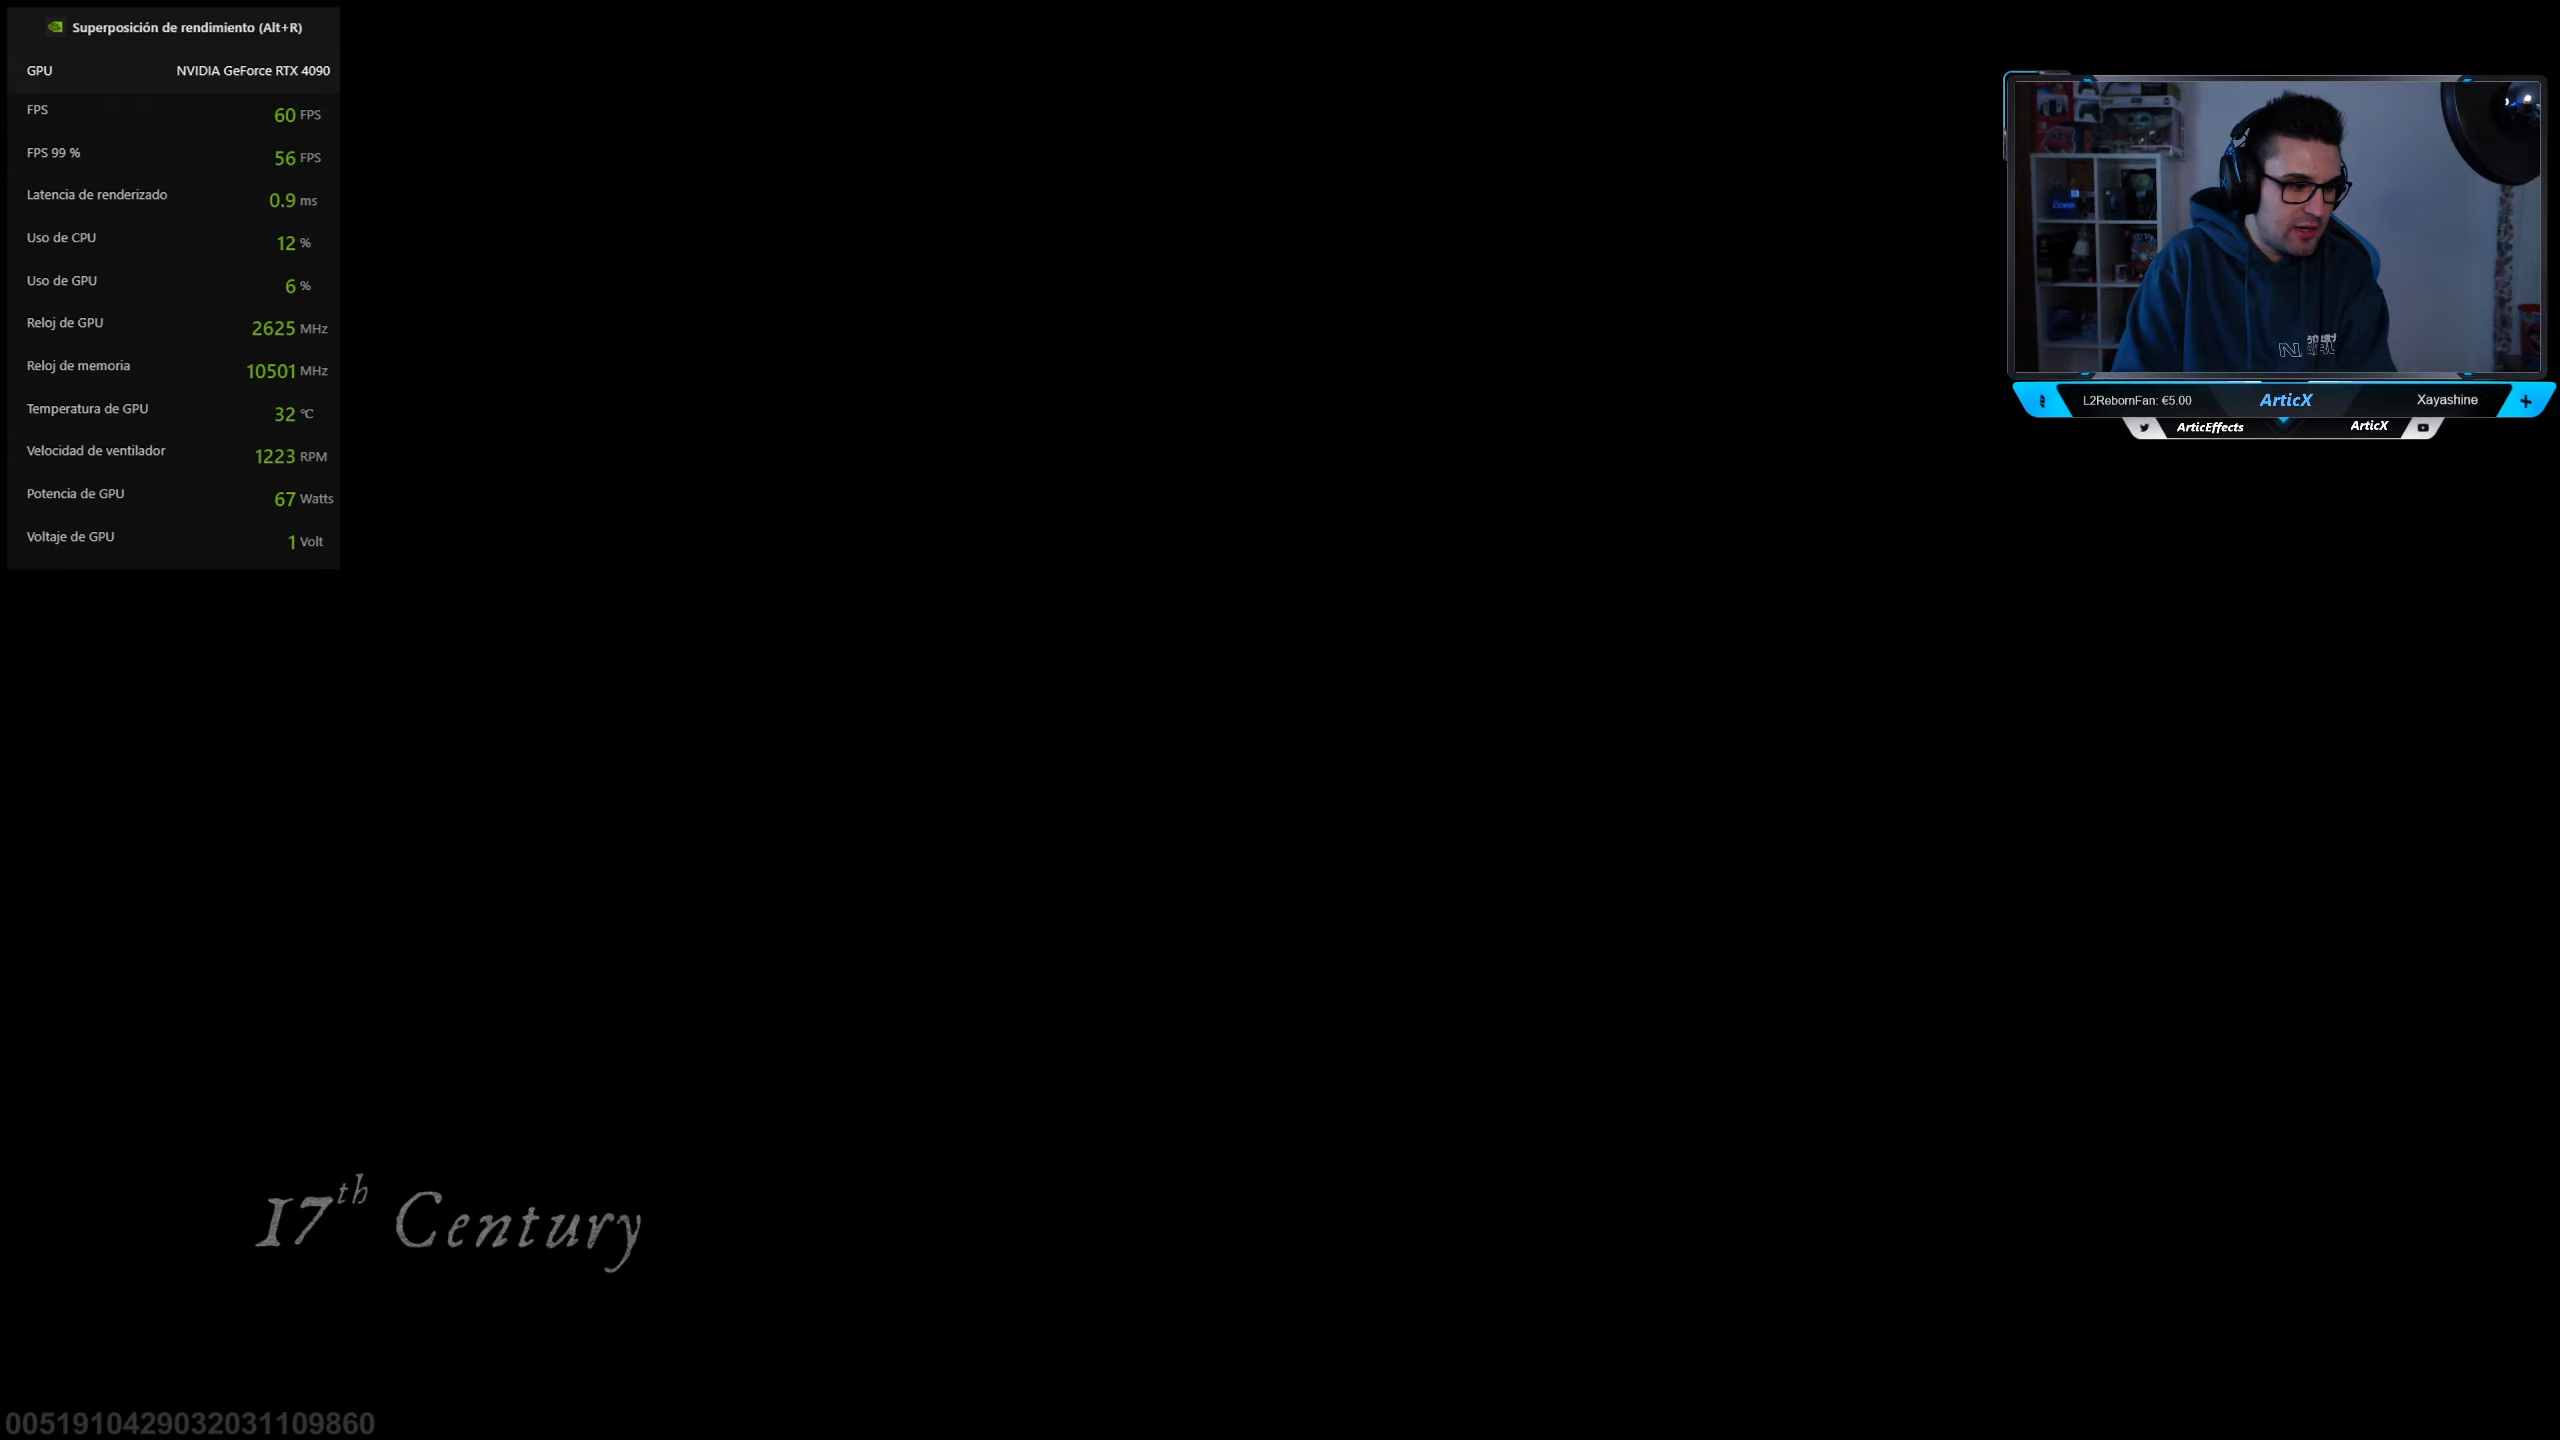 Superposición de rendimiento (Alt+R)
GPU NVIDIA GeForce RTX 4090
FPS 60 FPS
FPS 99 % 56 FPS
Latencia de renderizado 0.9 ms
Uso de CPU 12 %
Uso de GPU 6 %
Reloj de GPU 2625 MHz
Reloj de memoria 10501 MHz
Temperatura de GPU 32 °C
Velocidad de ventilador 1223 RPM
Potencia de GPU 67 Watts
Voltaje de GPU 1 Volt
L2RebornFan: €5.00 ArticX Xayashine
ArticEffects ArticX
17th Century
0051910429032031109860